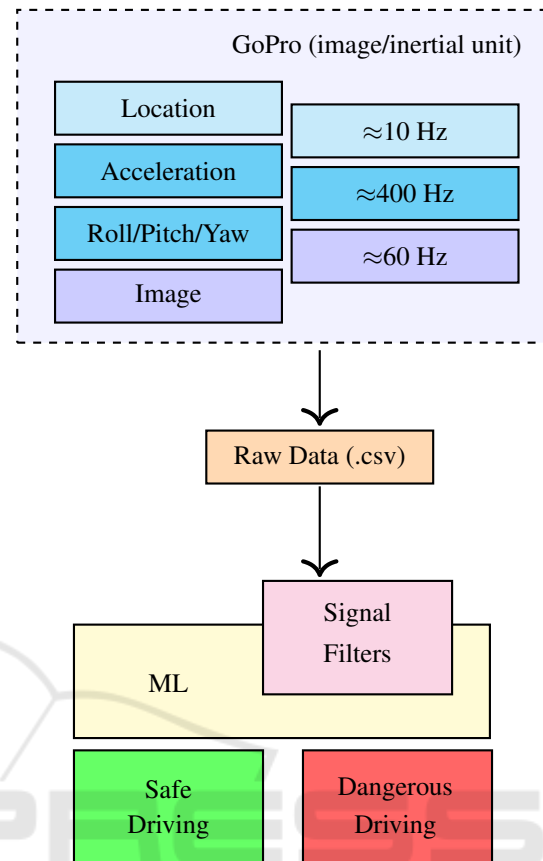 GoPro (image/inertial unit)
Location
≈10 Hz
Acceleration
≈400 Hz
Roll/Pitch/Yaw
≈60 Hz
Image
Raw Data (.csv)
Signal
Filters
ML
Safe
Driving
Dangerous
Driving
PRESS